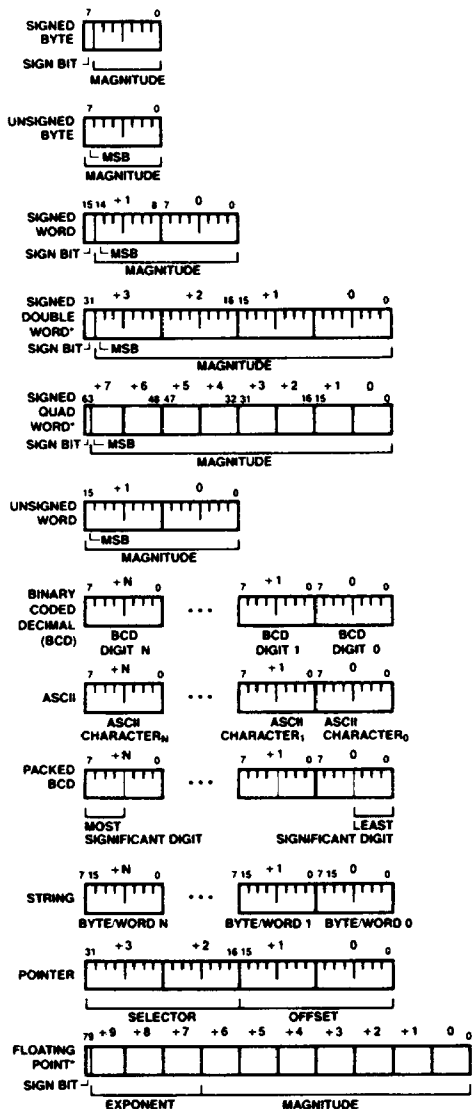 SIGNED BYTE
7 0
SIGN BIT
MAGNITUDE
UNSIGNED BYTE
7 0
MSB
MAGNITUDE
SIGNED WORD
15 14 +1 8 7 0 0
SIGN BIT MSB
MAGNITUDE
SIGNED DOUBLE WORD*
31 +3 +2 16 15 +1 0 0
SIGN BIT MSB
MAGNITUDE
SIGNED QUAD WORD*
+7 +6 +5 +4 +3 +2 +1 0
63 48 47 32 31 16 15 0
SIGN BIT MSB
MAGNITUDE
UNSIGNED WORD
15 +1 0 0
MSB
MAGNITUDE
BINARY CODED DECIMAL (BCD)
7 +N 0 ... 7 +1 0 7 0 0
BCD DIGIT N BCD DIGIT 1 BCD DIGIT 0
ASCII
7 +N 0 ... 7 +1 0 7 0 0
ASCII CHARACTERN ASCII CHARACTER1 ASCII CHARACTER0
PACKED BCD
7 +N 0 ... 7 +1 0 7 0 0
MOST SIGNIFICANT DIGIT LEAST SIGNIFICANT DIGIT
STRING
7 15 +N 0 ... 7 15 +1 0 7 15 0 0
BYTE/WORD N BYTE/WORD 1 BYTE/WORD 0
POINTER
31 +3 +2 16 15 +1 0 0
SELECTOR OFFSET
FLOATING POINT*
79 +9 +8 +7 +6 +5 +4 +3 +2 +1 0 0
SIGN BIT
EXPONENT MAGNITUDE